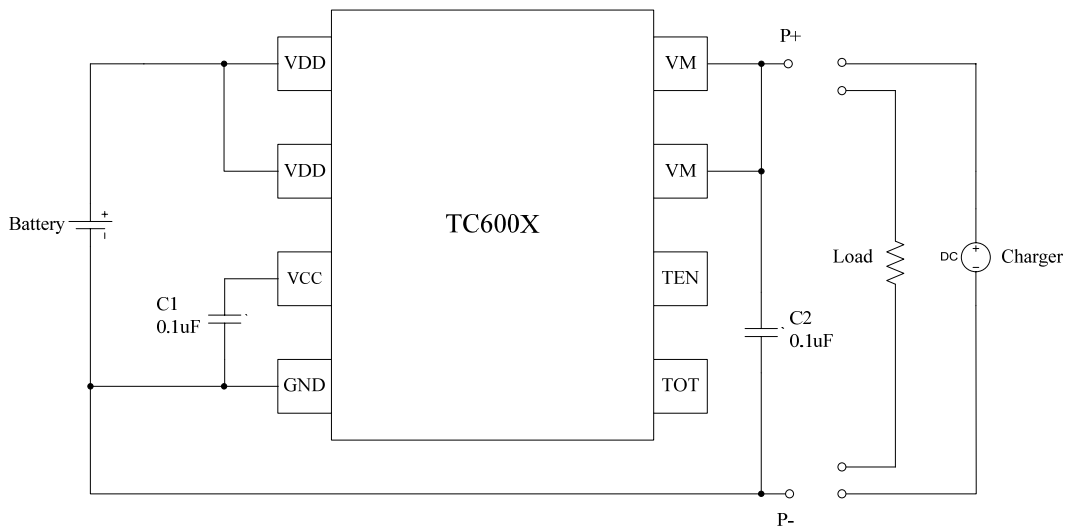 P+
VDD
VM
VDD
VM
TC600X
Battery
+
-
Load
DC
+
-
Charger
VCC
TEN
C1
0.1uF
C2
0.1uF
GND
TOT
P-